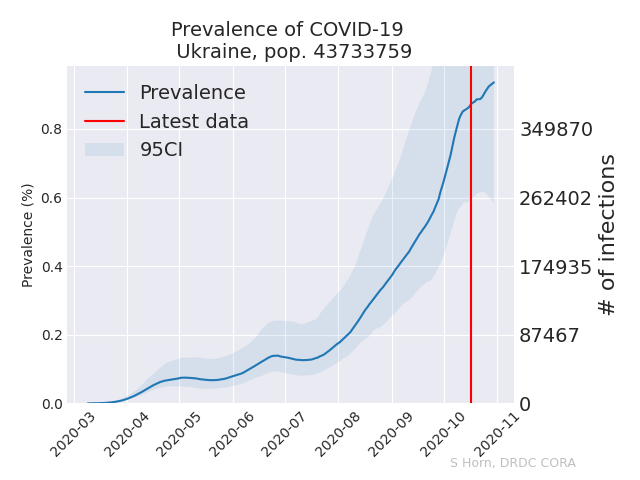 Prevalence of COVID-19
Ukraine, pop. 43733759
Prevalence
Latest data
95CI
Prevalence (%)
0.8
0.6
0.4
0.2
0.0
349870
262402
174935
87467
0
# of infections
2020-03
2020-04
2020-05
2020-06
2020-07
2020-08
2020-09
2020-10
2020-11
S Horn, DRDC CORA